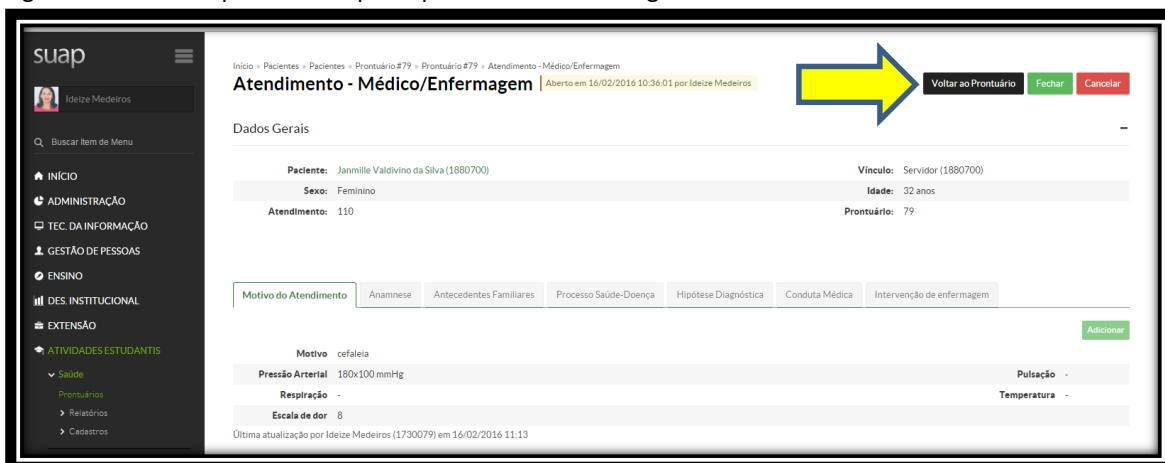 suap
Ideize Medeiros
Buscar Item de Menu
INÍCIO
ADMINISTRAÇÃO
TEC. DA INFORMAÇÃO
GESTÃO DE PESSOAS
ENSINO
DES. INSTITUCIONAL
EXTENSÃO
ATIVIDADES ESTUDANTIS
Saúde
Prontuários
Relatórios
Cadastros
Início » Pacientes » Pacientes » Prontuário #79 » Prontuário #79 » Atendimento - Médico/Enfermagem
Atendimento - Médico/Enfermagem Aberto em 16/02/2016 10:36:01 por Ideize Medeiros
Voltar ao Prontuário Fechar Cancelar
Dados Gerais
Paciente: Janmille Valdivino da Silva (1880700) Vínculo: Servidor (1880700)
Sexo: Feminino Idade: 32 anos
Atendimento: 110 Prontuário: 79
Motivo do Atendimento Anamnese Antecedentes Familiares Processo Saúde-Doença Hipótese Diagnóstica Conduta Médica Intervenção de enfermagem
Adicionar
Motivo cefaleia
Pressão Arterial 180x100 mmHg Pulsação -
Respiração - Temperatura -
Escala de dor 8
Última atualização por Ideize Medeiros (1730079) em 16/02/2016 11:13